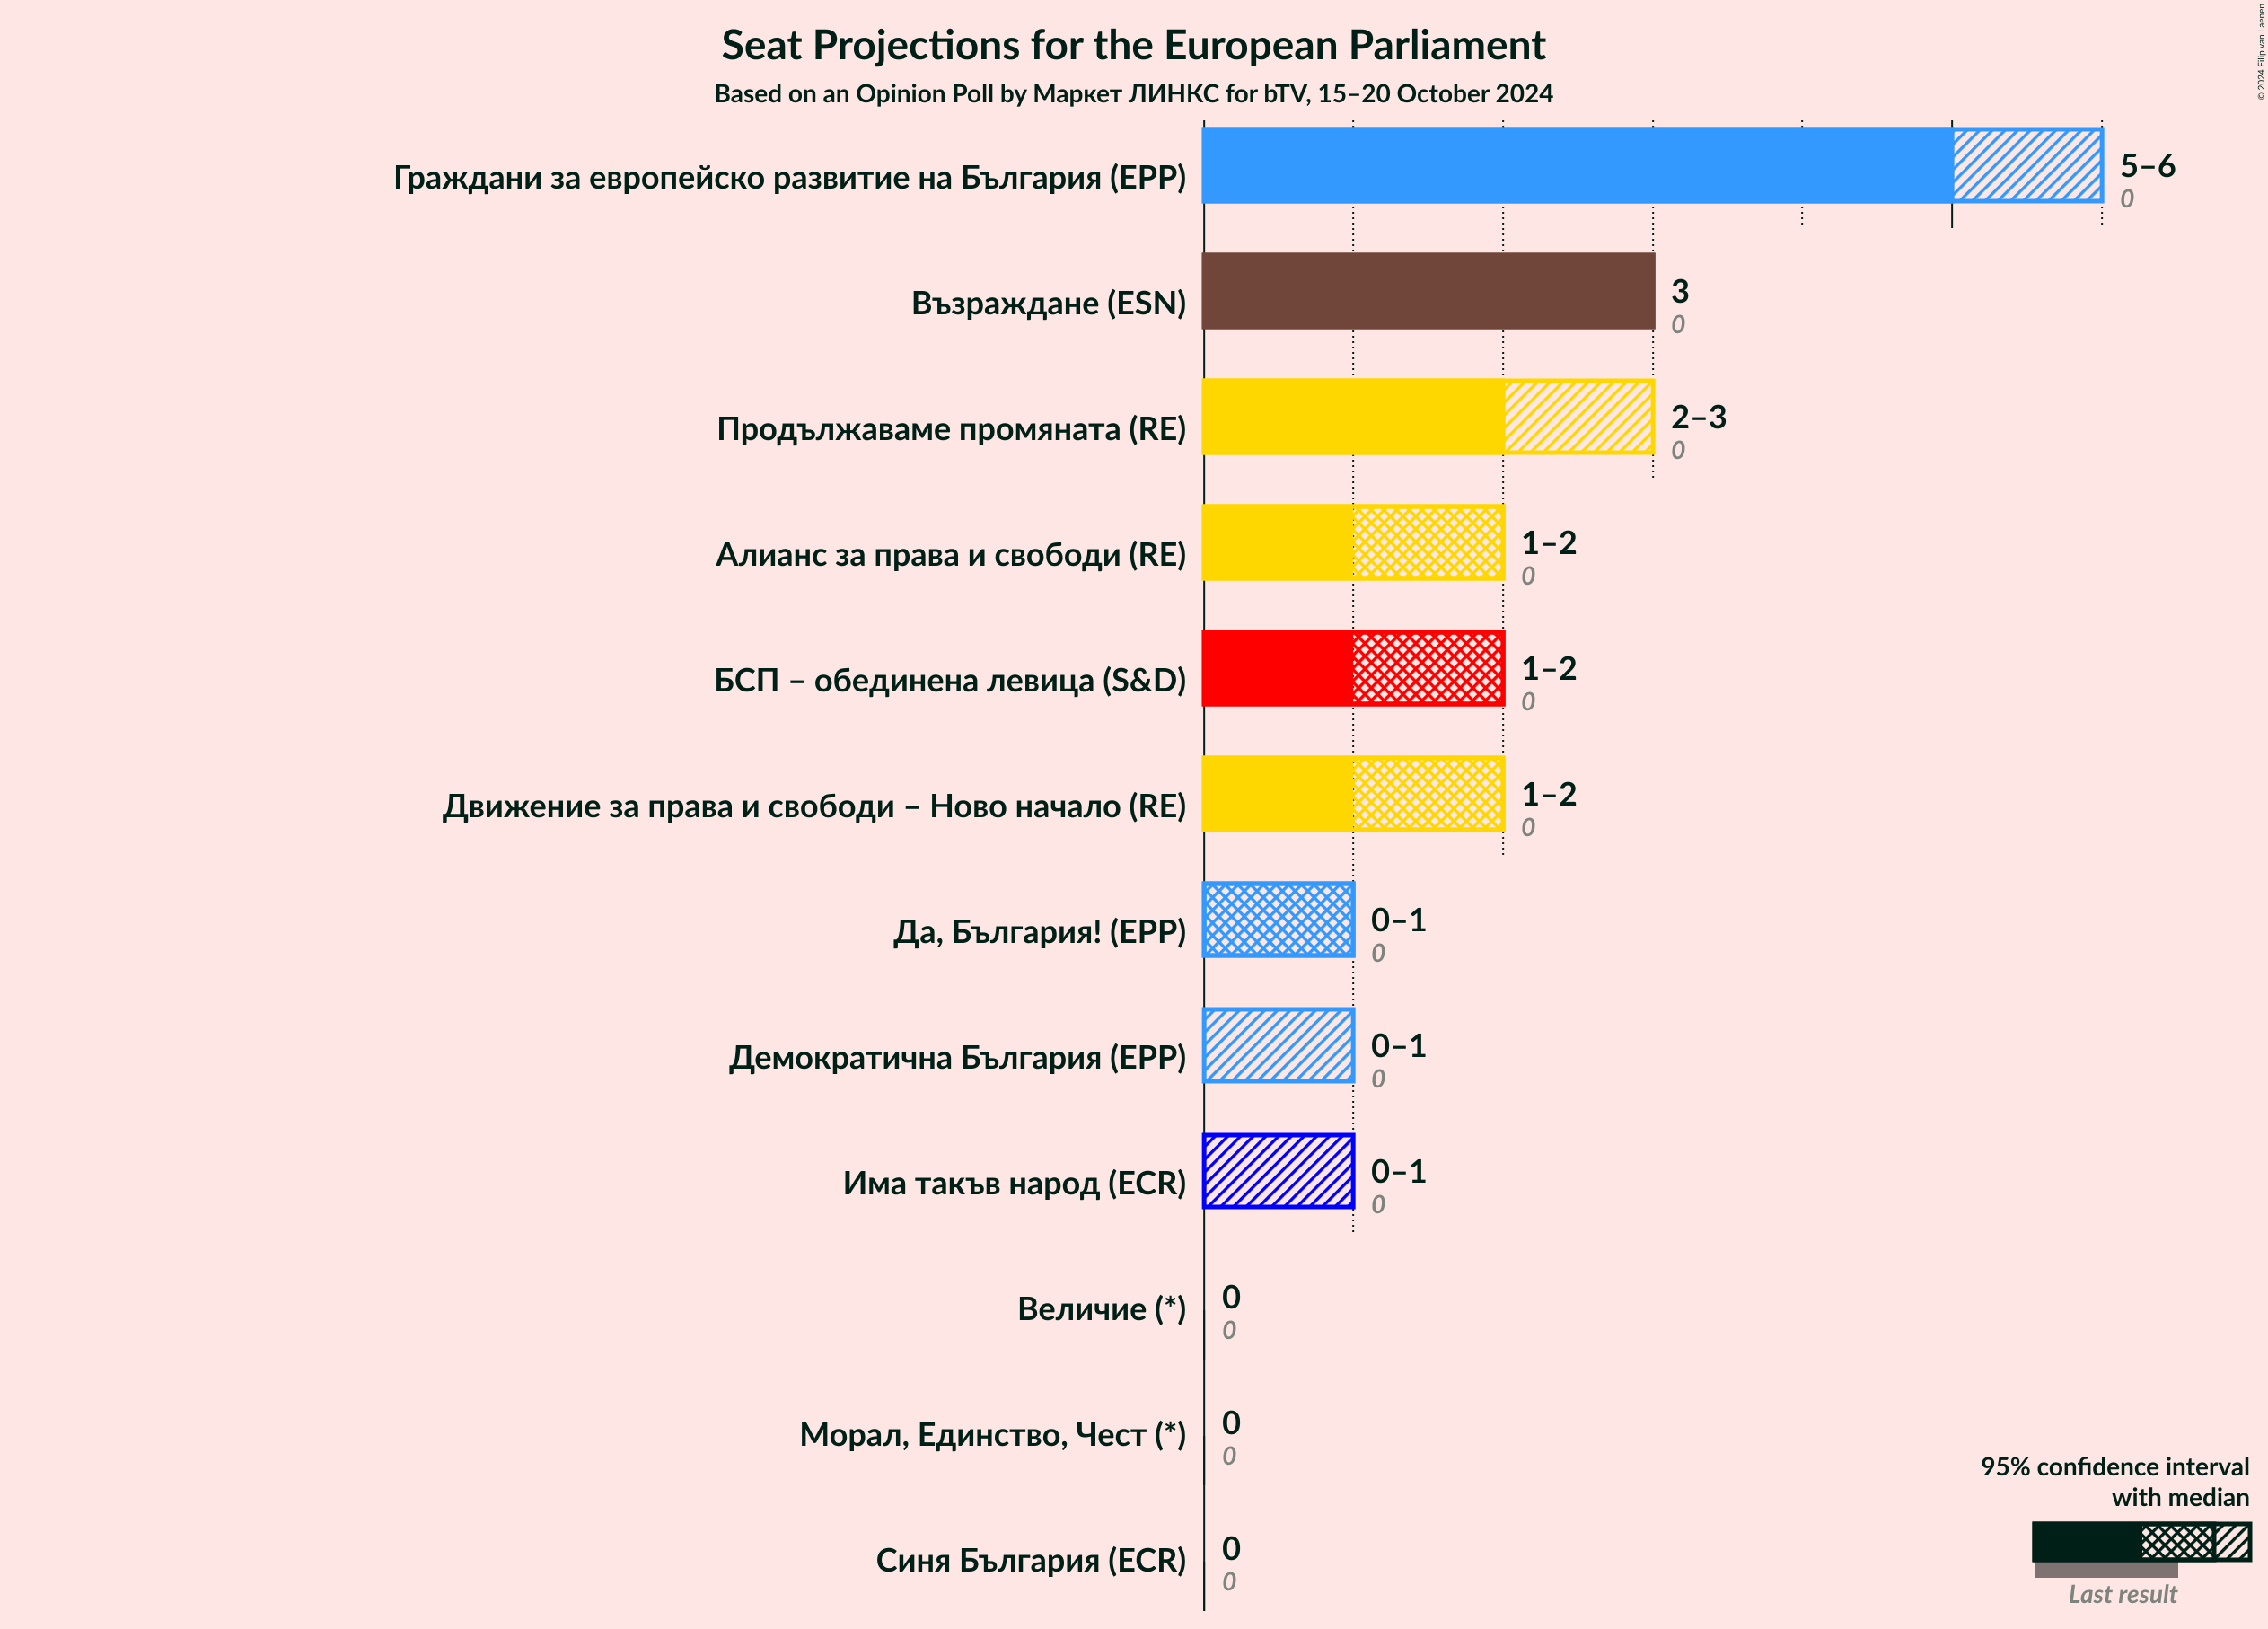 Seat Projections for the European Parliament
Based on an Opinion Poll by Маркет ЛИНКС for bTV, 15–20 October 2024
© 2024 Filip van Laenen
Граждани за европейско развитие на България (EPP)
5–6
0
Възраждане (ESN)
3
0
Продължаваме промяната (RE)
2–3
0
Алианс за права и свободи (RE)
1–2
0
БСП – обединена левица (S&D)
1–2
0
Движение за права и свободи – Ново начало (RE)
1–2
0
Да, България! (EPP)
0–1
0
Демократична България (EPP)
0–1
0
Има такъв народ (ECR)
0–1
0
Величие (*)
0
0
Морал, Единство, Чест (*)
0
0
Синя България (ECR)
0
0
95% confidence interval
with median
Last result